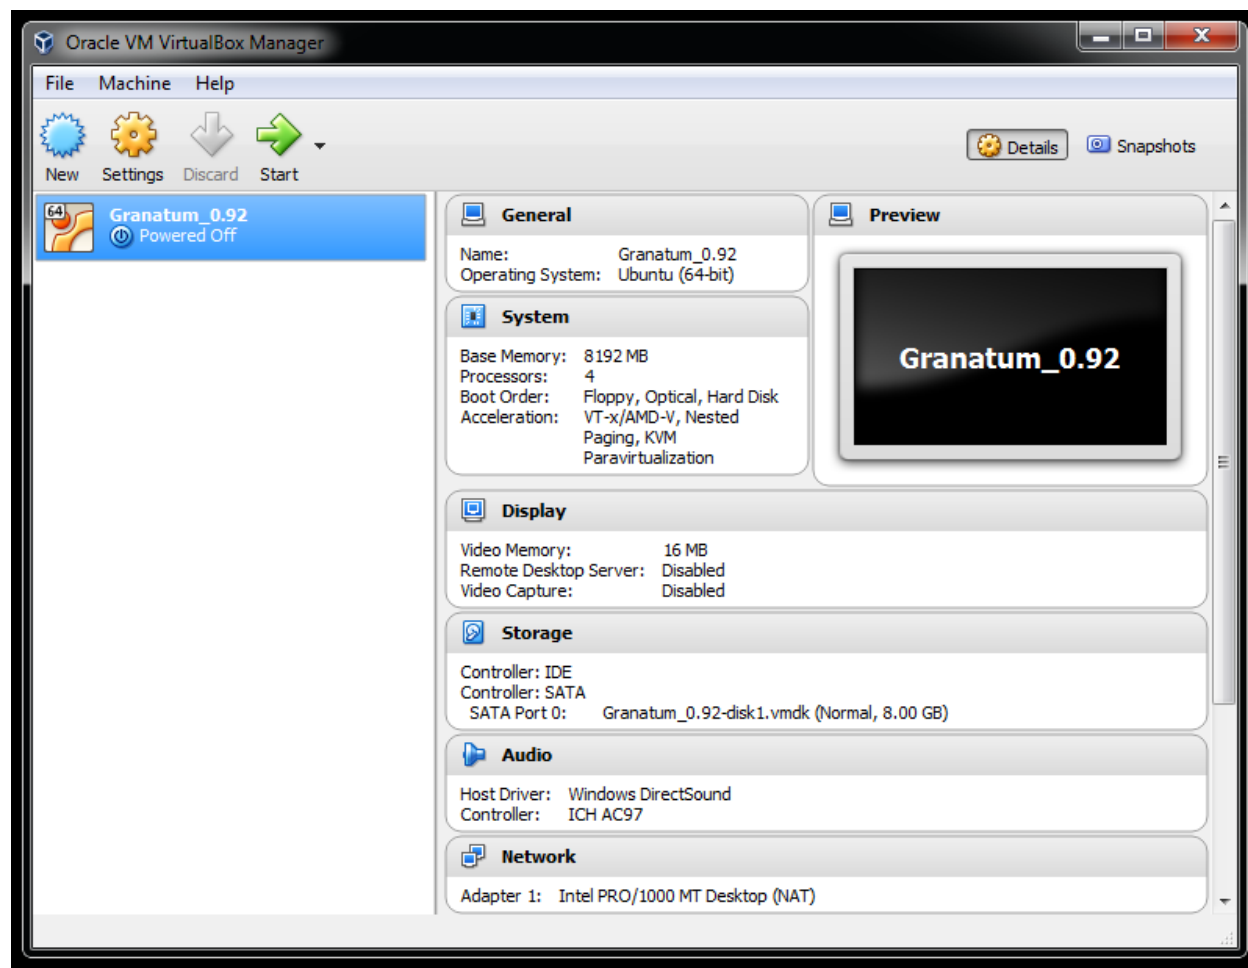 Oracle VM VirtualBox Manager
File Machine Help
New Settings Discard Start
Details Snapshots
64
Granatum_0.92
Powered Off
General
Name: Granatum_0.92
Operating System: Ubuntu (64-bit)
Preview
Granatum_0.92
System
Base Memory: 8192 MB
Processors: 4
Boot Order: Floppy, Optical, Hard Disk
Acceleration: VT-x/AMD-V, Nested
Paging, KVM
Paravirtualization
Display
Video Memory: 16 MB
Remote Desktop Server: Disabled
Video Capture: Disabled
Storage
Controller: IDE
Controller: SATA
SATA Port 0: Granatum_0.92-disk1.vmdk (Normal, 8.00 GB)
Audio
Host Driver: Windows DirectSound
Controller: ICH AC97
Network
Adapter 1: Intel PRO/1000 MT Desktop (NAT)